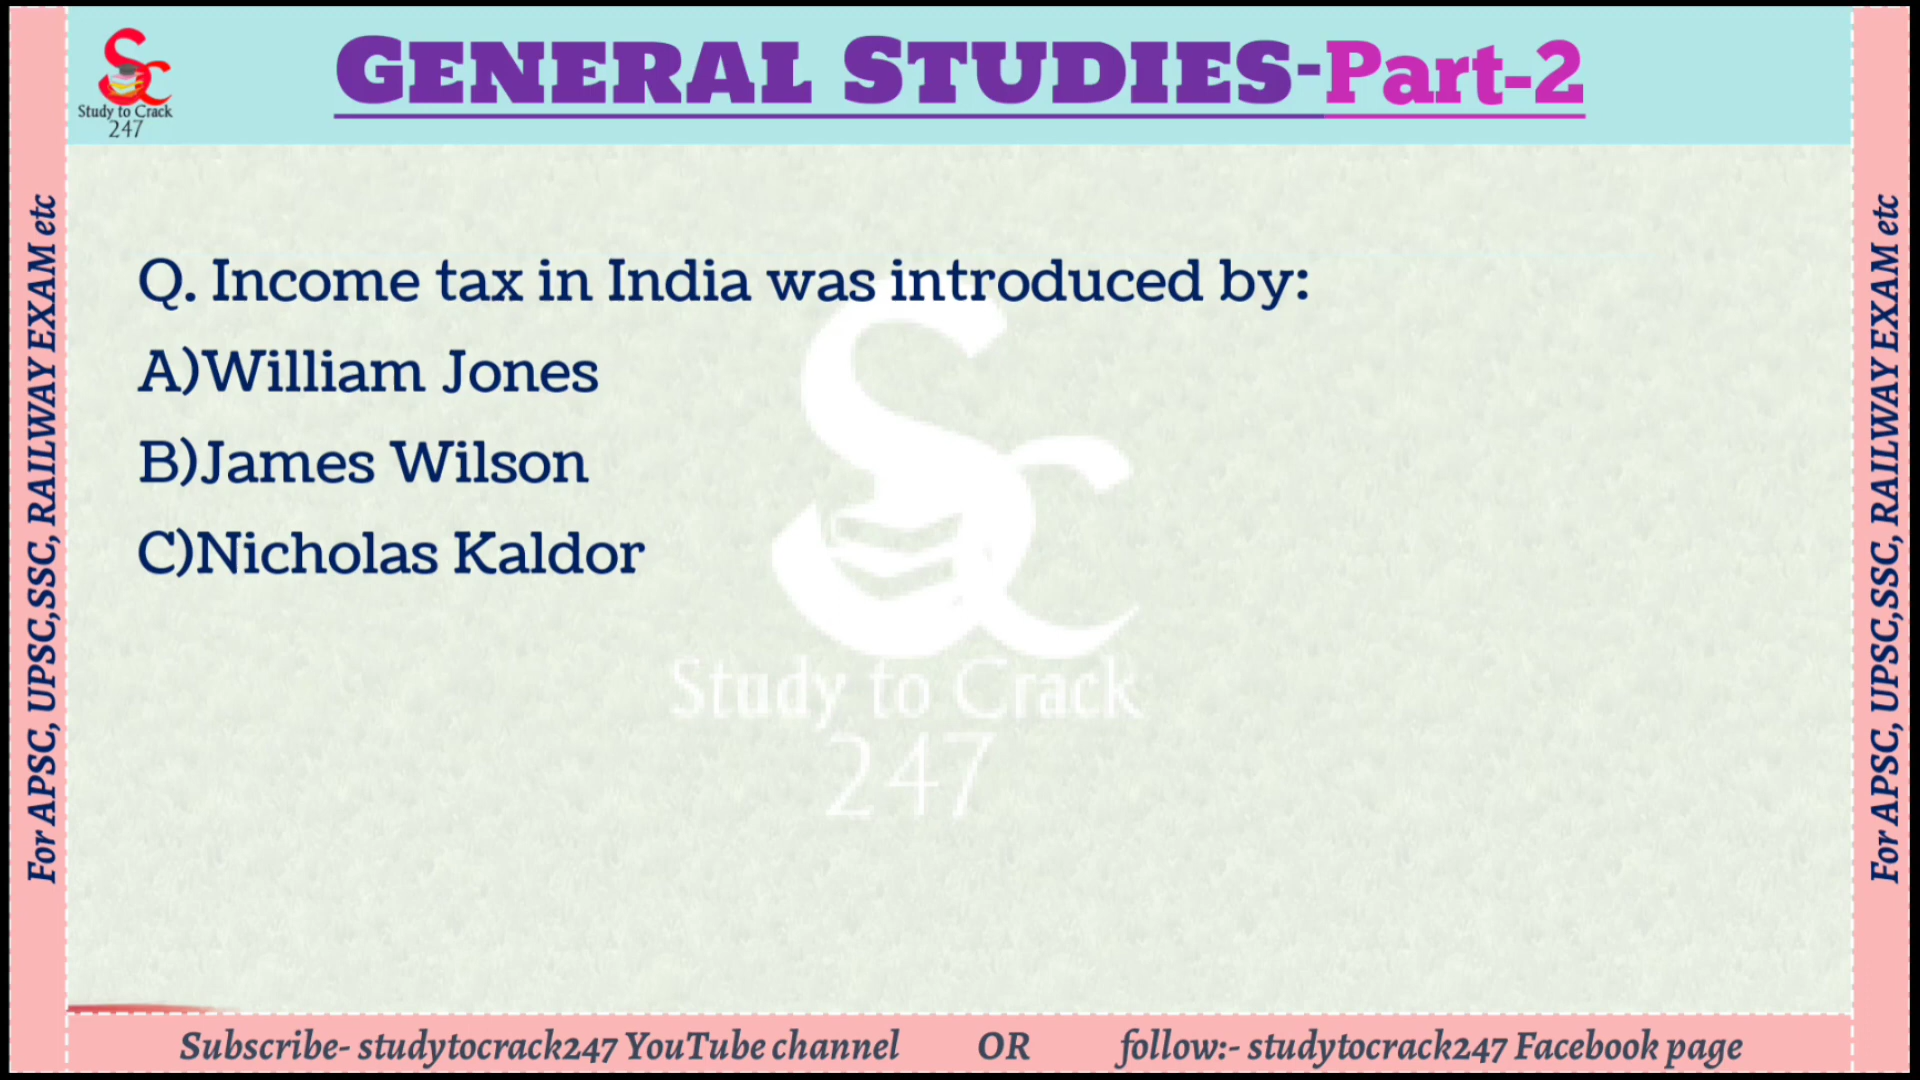 GENERAL STUDIES-Part-2
Study to Crack
247
For APSC, UPSC,SSC, RAILWAY EXAM etc
Q. Income tax in India was introduced by:
A)William Jones
B)James Wilson
C)Nicholas Kaldor
Study to Crack
247
For APSC, UPSC,SSC, RAILWAY EXAM etc
Subscribe- studytocrack247 YouTube channel OR follow:- studytocrack247 Facebook page